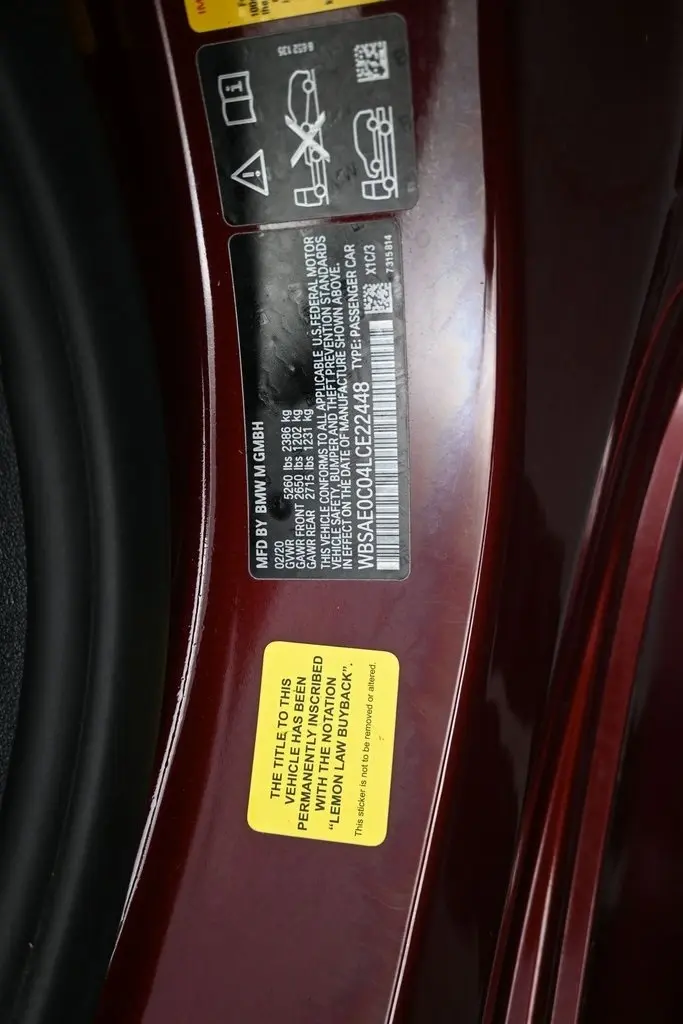 8 652 135
MFD BY BMW M GMBH
02/20
GVWR 5260 lbs 2386 kg
GAWR FRONT 2650 lbs 1202 kg
GAWR REAR 2715 lbs 1231 kg
THIS VEHICLE CONFORMS TO ALL APPLICABLE U.S.FEDERAL MOTOR
VEHICLE SAFETY, BUMPER AND THEFT PREVENTION STANDARDS
IN EFFECT ON THE DATE OF MANUFACTURE SHOWN ABOVE.
WBSAE0C04LCE22448 TYPE: PASSENGER CAR
X1C/3
7 315 814
THE TITLE TO THIS
VEHICLE HAS BEEN
PERMANENTLY INSCRIBED
WITH THE NOTATION
“LEMON LAW BUYBACK”.
This sticker is not to be removed or altered.